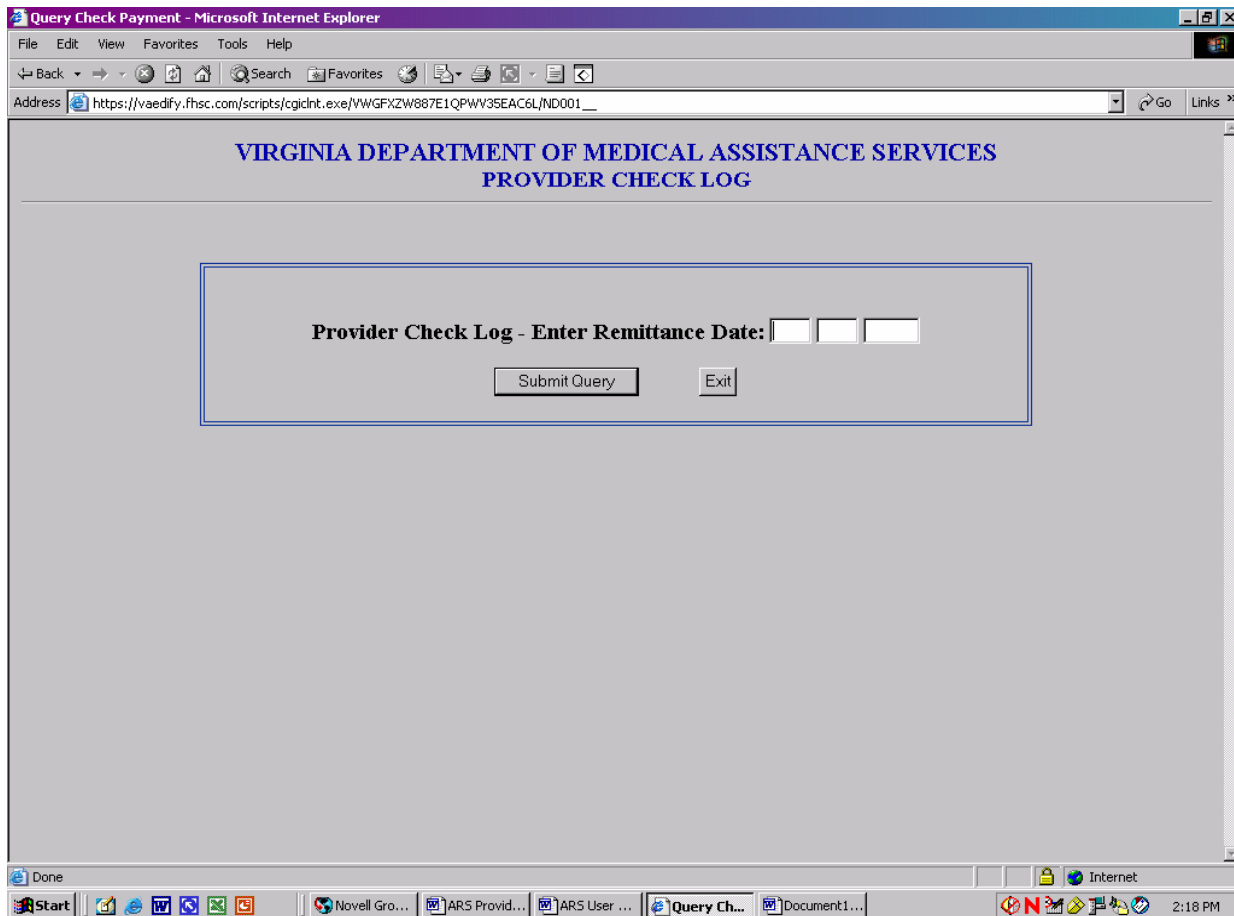 Query Check Payment - Microsoft Internet Explorer
File Edit View Favorites Tools Help
Back Search Favorites
Address https://vaedify.fhsc.com/scripts/cgiclnt.exe/VWGFXZW887E1QPWV35EAC6L/ND001__ Go Links »
VIRGINIA DEPARTMENT OF MEDICAL ASSISTANCE SERVICES
PROVIDER CHECK LOG
Provider Check Log - Enter Remittance Date:
Submit Query Exit
Done Internet
Start Novell Gro... ARS Provid... ARS User ... Query Ch... Document1... 2:18 PM